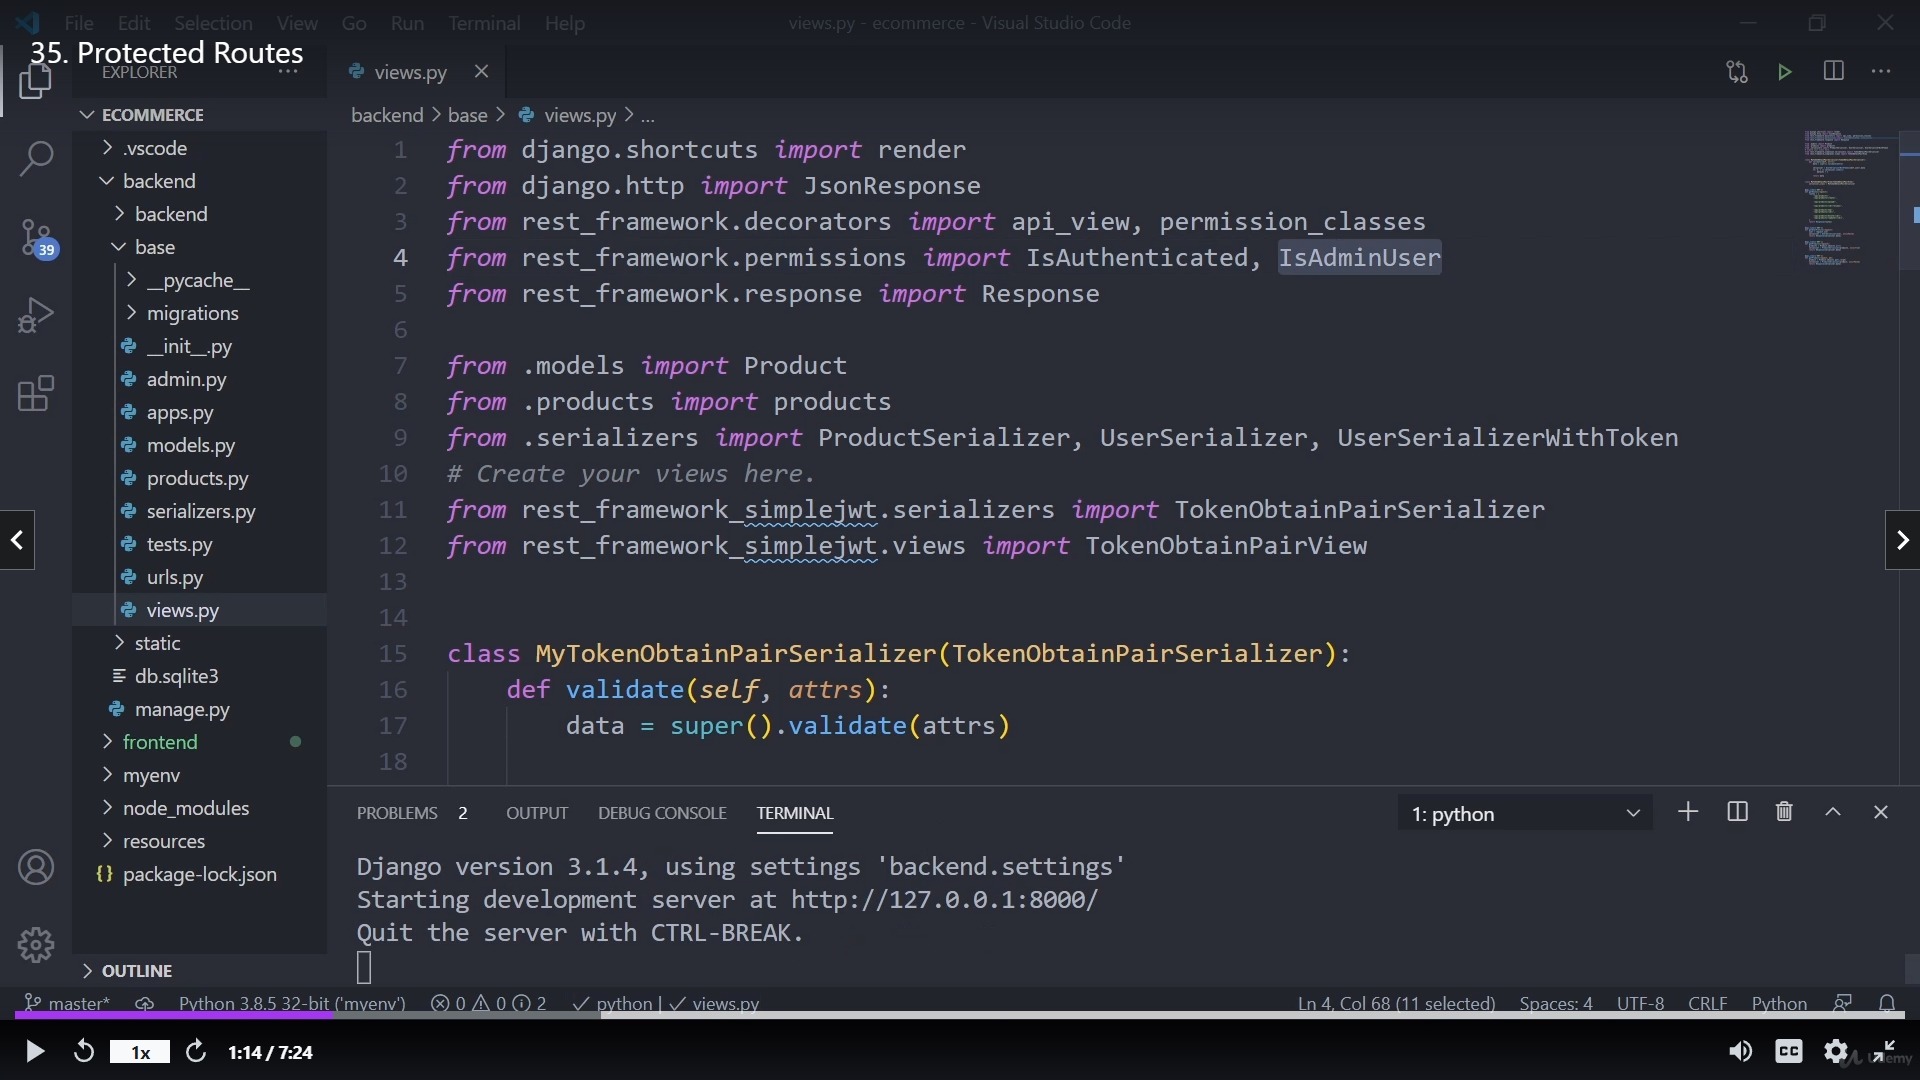 File Edit Selection View Go Run Terminal Help
views.py - ecommerce - Visual Studio Code
35. Protected Routes
EXPLORER
views.py
ECOMMERCE
.vscode
backend
backend
base
__pycache__
migrations
__init__.py
admin.py
apps.py
models.py
products.py
serializers.py
tests.py
urls.py
views.py
static
db.sqlite3
manage.py
frontend
myenv
node_modules
resources
{} package-lock.json
OUTLINE
39
backend > base > views.py > ...
1 from django.shortcuts import render
2 from django.http import JsonResponse
3 from rest_framework.decorators import api_view, permission_classes
4 from rest_framework.permissions import IsAuthenticated, IsAdminUser
5 from rest_framework.response import Response
6
7 from .models import Product
8 from .products import products
9 from .serializers import ProductSerializer, UserSerializer, UserSerializerWithToken
10 # Create your views here.
11 from rest_framework_simplejwt.serializers import TokenObtainPairSerializer
12 from rest_framework_simplejwt.views import TokenObtainPairView
13
14
15 class MyTokenObtainPairSerializer(TokenObtainPairSerializer):
16 def validate(self, attrs):
17 data = super().validate(attrs)
18
PROBLEMS 2 OUTPUT DEBUG CONSOLE TERMINAL
1: python
Django version 3.1.4, using settings 'backend.settings'
Starting development server at http://127.0.0.1:8000/
Quit the server with CTRL-BREAK.
master* Python 3.8.5 32-bit ('myenv') 0 0 2 python | views.py
Ln 4, Col 68 (11 selected) Spaces: 4 UTF-8 CRLF Python
1x 1:14 / 7:24
CC
Udemy